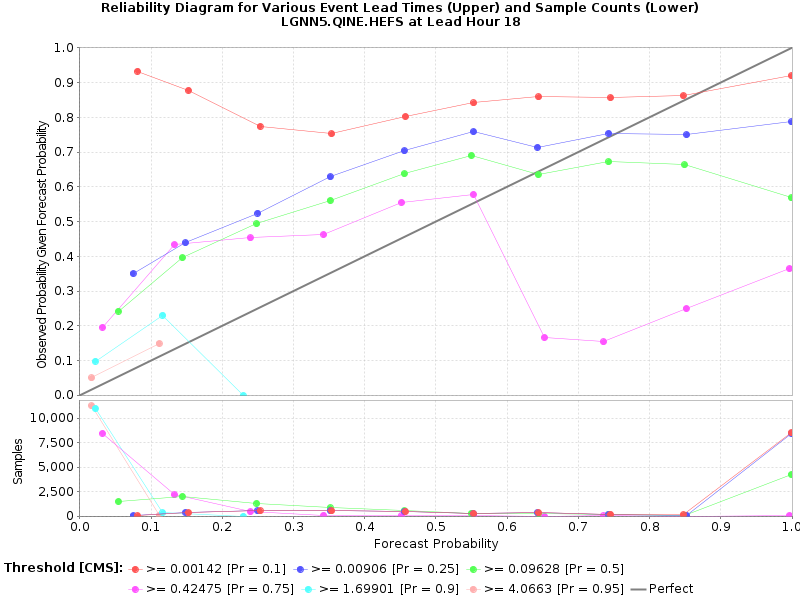 Reliability Diagram for Various Event Lead Times (Upper) and Sample Counts (Lower)
LGNN5.QINE.HEFS at Lead Hour 18
Observed Probability Given Forecast Probability
1.0
0.9
0.8
0.7
0.6
0.5
0.4
0.3
0.2
0.1
0.0
Samples
10,000
7,500
5,000
2,500
0
0.0 0.1 0.2 0.3 0.4 0.5 0.6 0.7 0.8 0.9 1.0
Forecast Probability
Threshold [CMS]: >= 0.00142 [Pr = 0.1] >= 0.00906 [Pr = 0.25] >= 0.09628 [Pr = 0.5]
>= 0.42475 [Pr = 0.75] >= 1.69901 [Pr = 0.9] >= 4.0663 [Pr = 0.95] Perfect